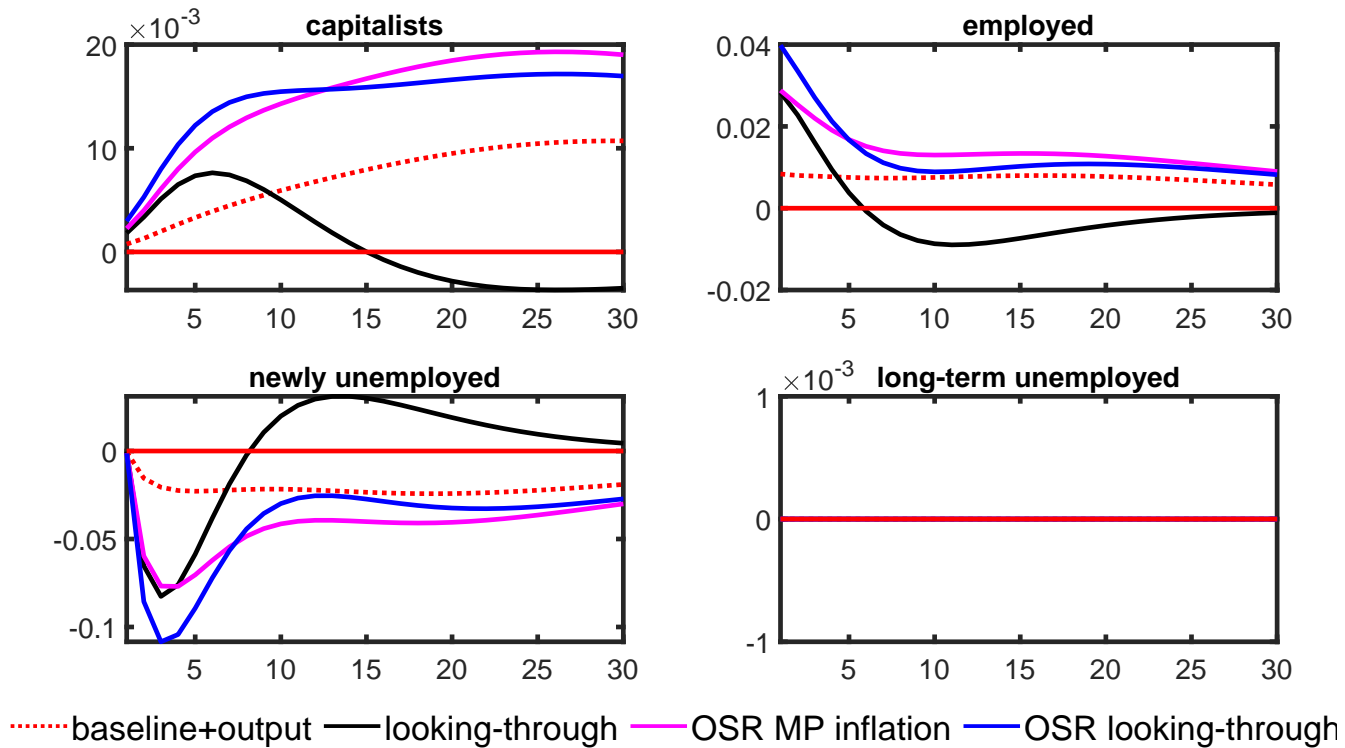 capitalists employed
×10⁻³
20
10
0
5 10 15 20 25 30
0.04
0.02
0
-0.02
5 10 15 20 25 30
newly unemployed long-term unemployed
0
-0.05
-0.1
5 10 15 20 25 30
×10⁻³
1
0
-1
5 10 15 20 25 30
baseline+output looking-through OSR MP inflation OSR looking-through